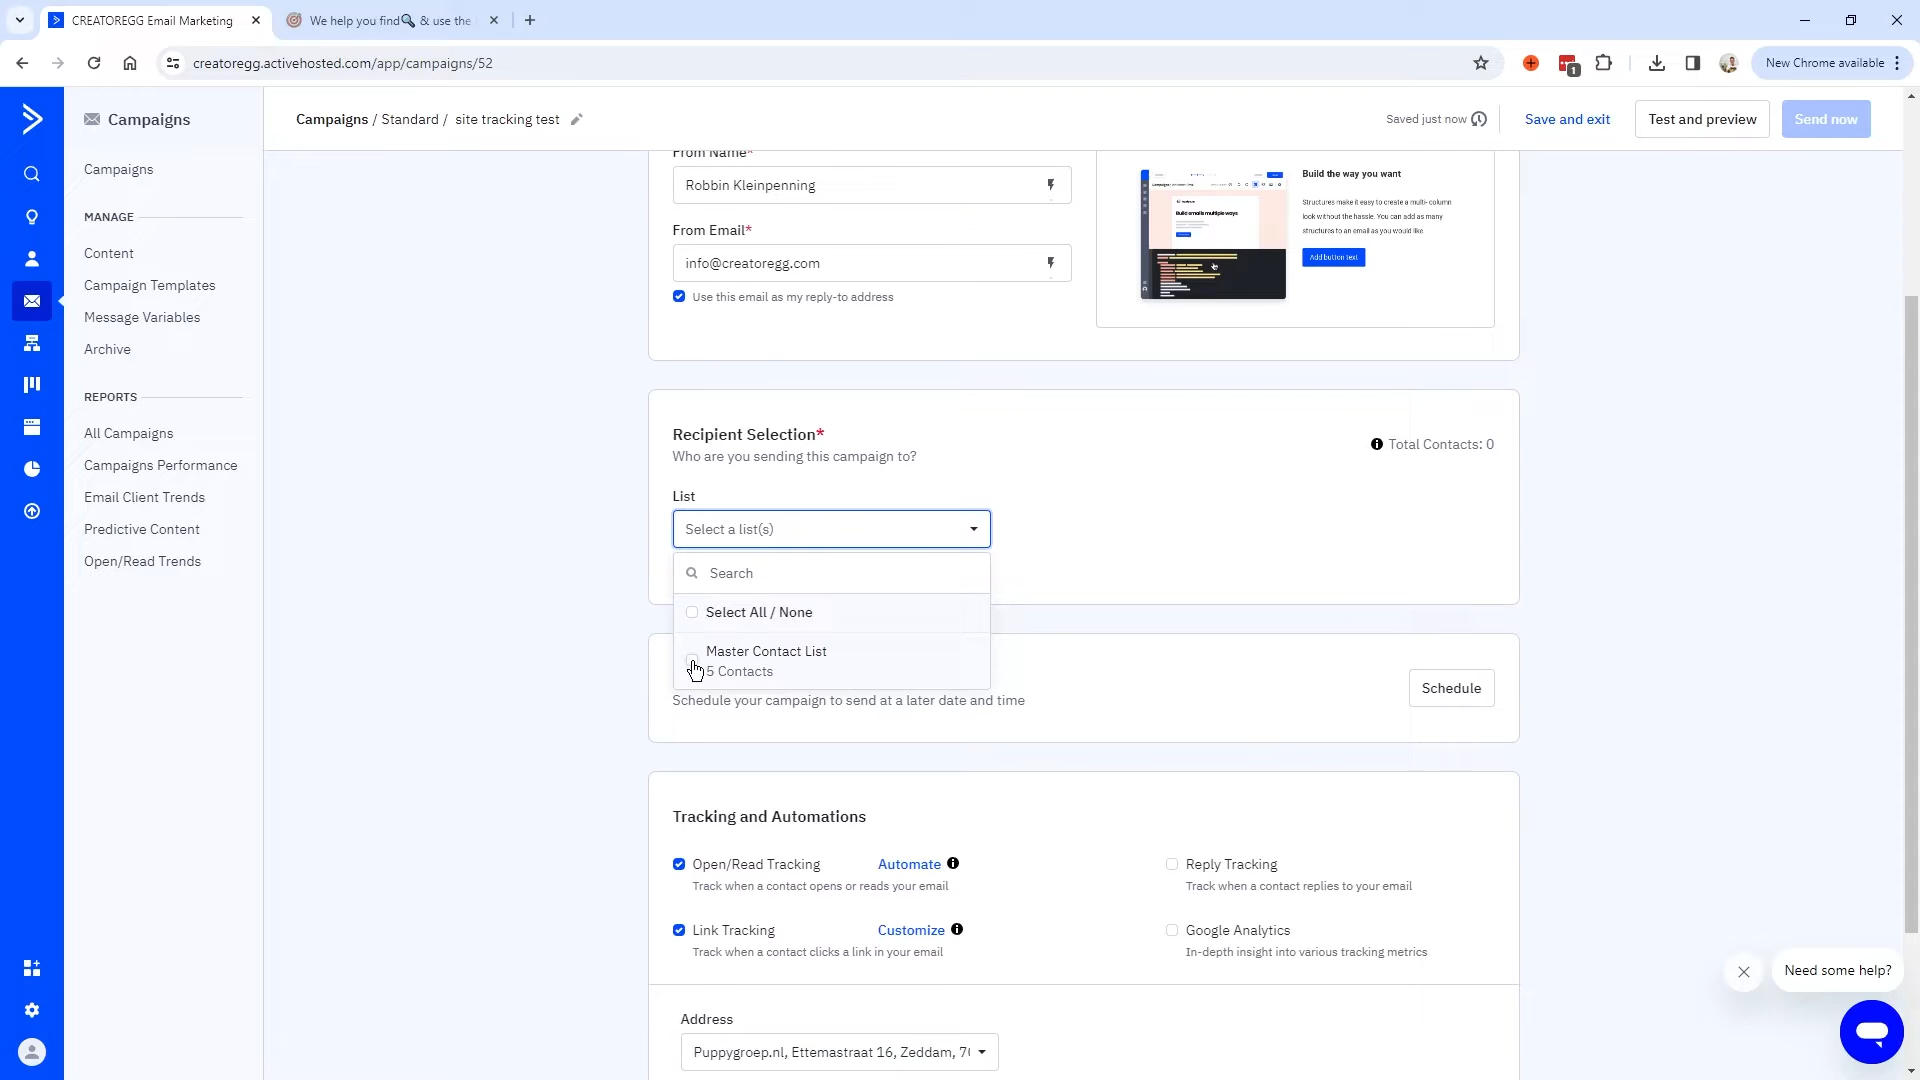 CREATOREGG Email Marketing
We help you find🔍 & use the
creatoregg.activehosted.com/app/campaigns/52
1
New Chrome available
Campaigns
Campaigns / Standard / site tracking test
Saved just now
Save and exit
Test and preview
Send now
Campaigns
MANAGE
Content
Campaign Templates
Message Variables
Archive
REPORTS
All Campaigns
Campaigns Performance
Email Client Trends
Predictive Content
Open/Read Trends
From Name*
Robbin Kleinpenning
From Email*
info@creatoregg.com
Use this email as my reply-to address
Build emails multiple ways
Build the way you want
Structures make it easy to create a multi- column
look without the hassle. You can add as many
structures to an email as you would like.
Add button text
Recipient Selection*
Who are you sending this campaign to?
Total Contacts: 0
List
Select a list(s)
Search
Select All / None
Master Contact List
5 Contacts
Schedule your campaign to send at a later date and time
Schedule
Tracking and Automations
Open/Read Tracking
Automate
Track when a contact opens or reads your email
Reply Tracking
Track when a contact replies to your email
Link Tracking
Customize
Track when a contact clicks a link in your email
Google Analytics
In-depth insight into various tracking metrics
Address
Puppygroep.nl, Ettemastraat 16, Zeddam, 7(
Need some help?